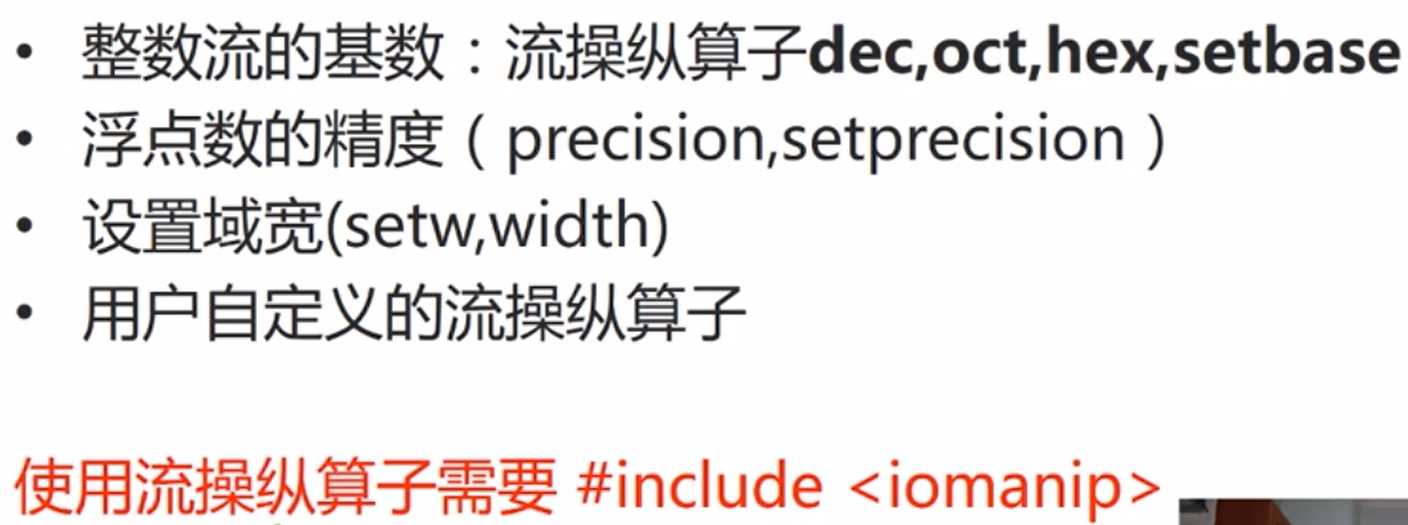 • 整数流的基数：流操纵算子dec,oct,hex,setbase
• 浮点数的精度（precision,setprecision）
• 设置域宽(setw,width)
• 用户自定义的流操纵算子
使用流操纵算子需要 #include <iomanip>